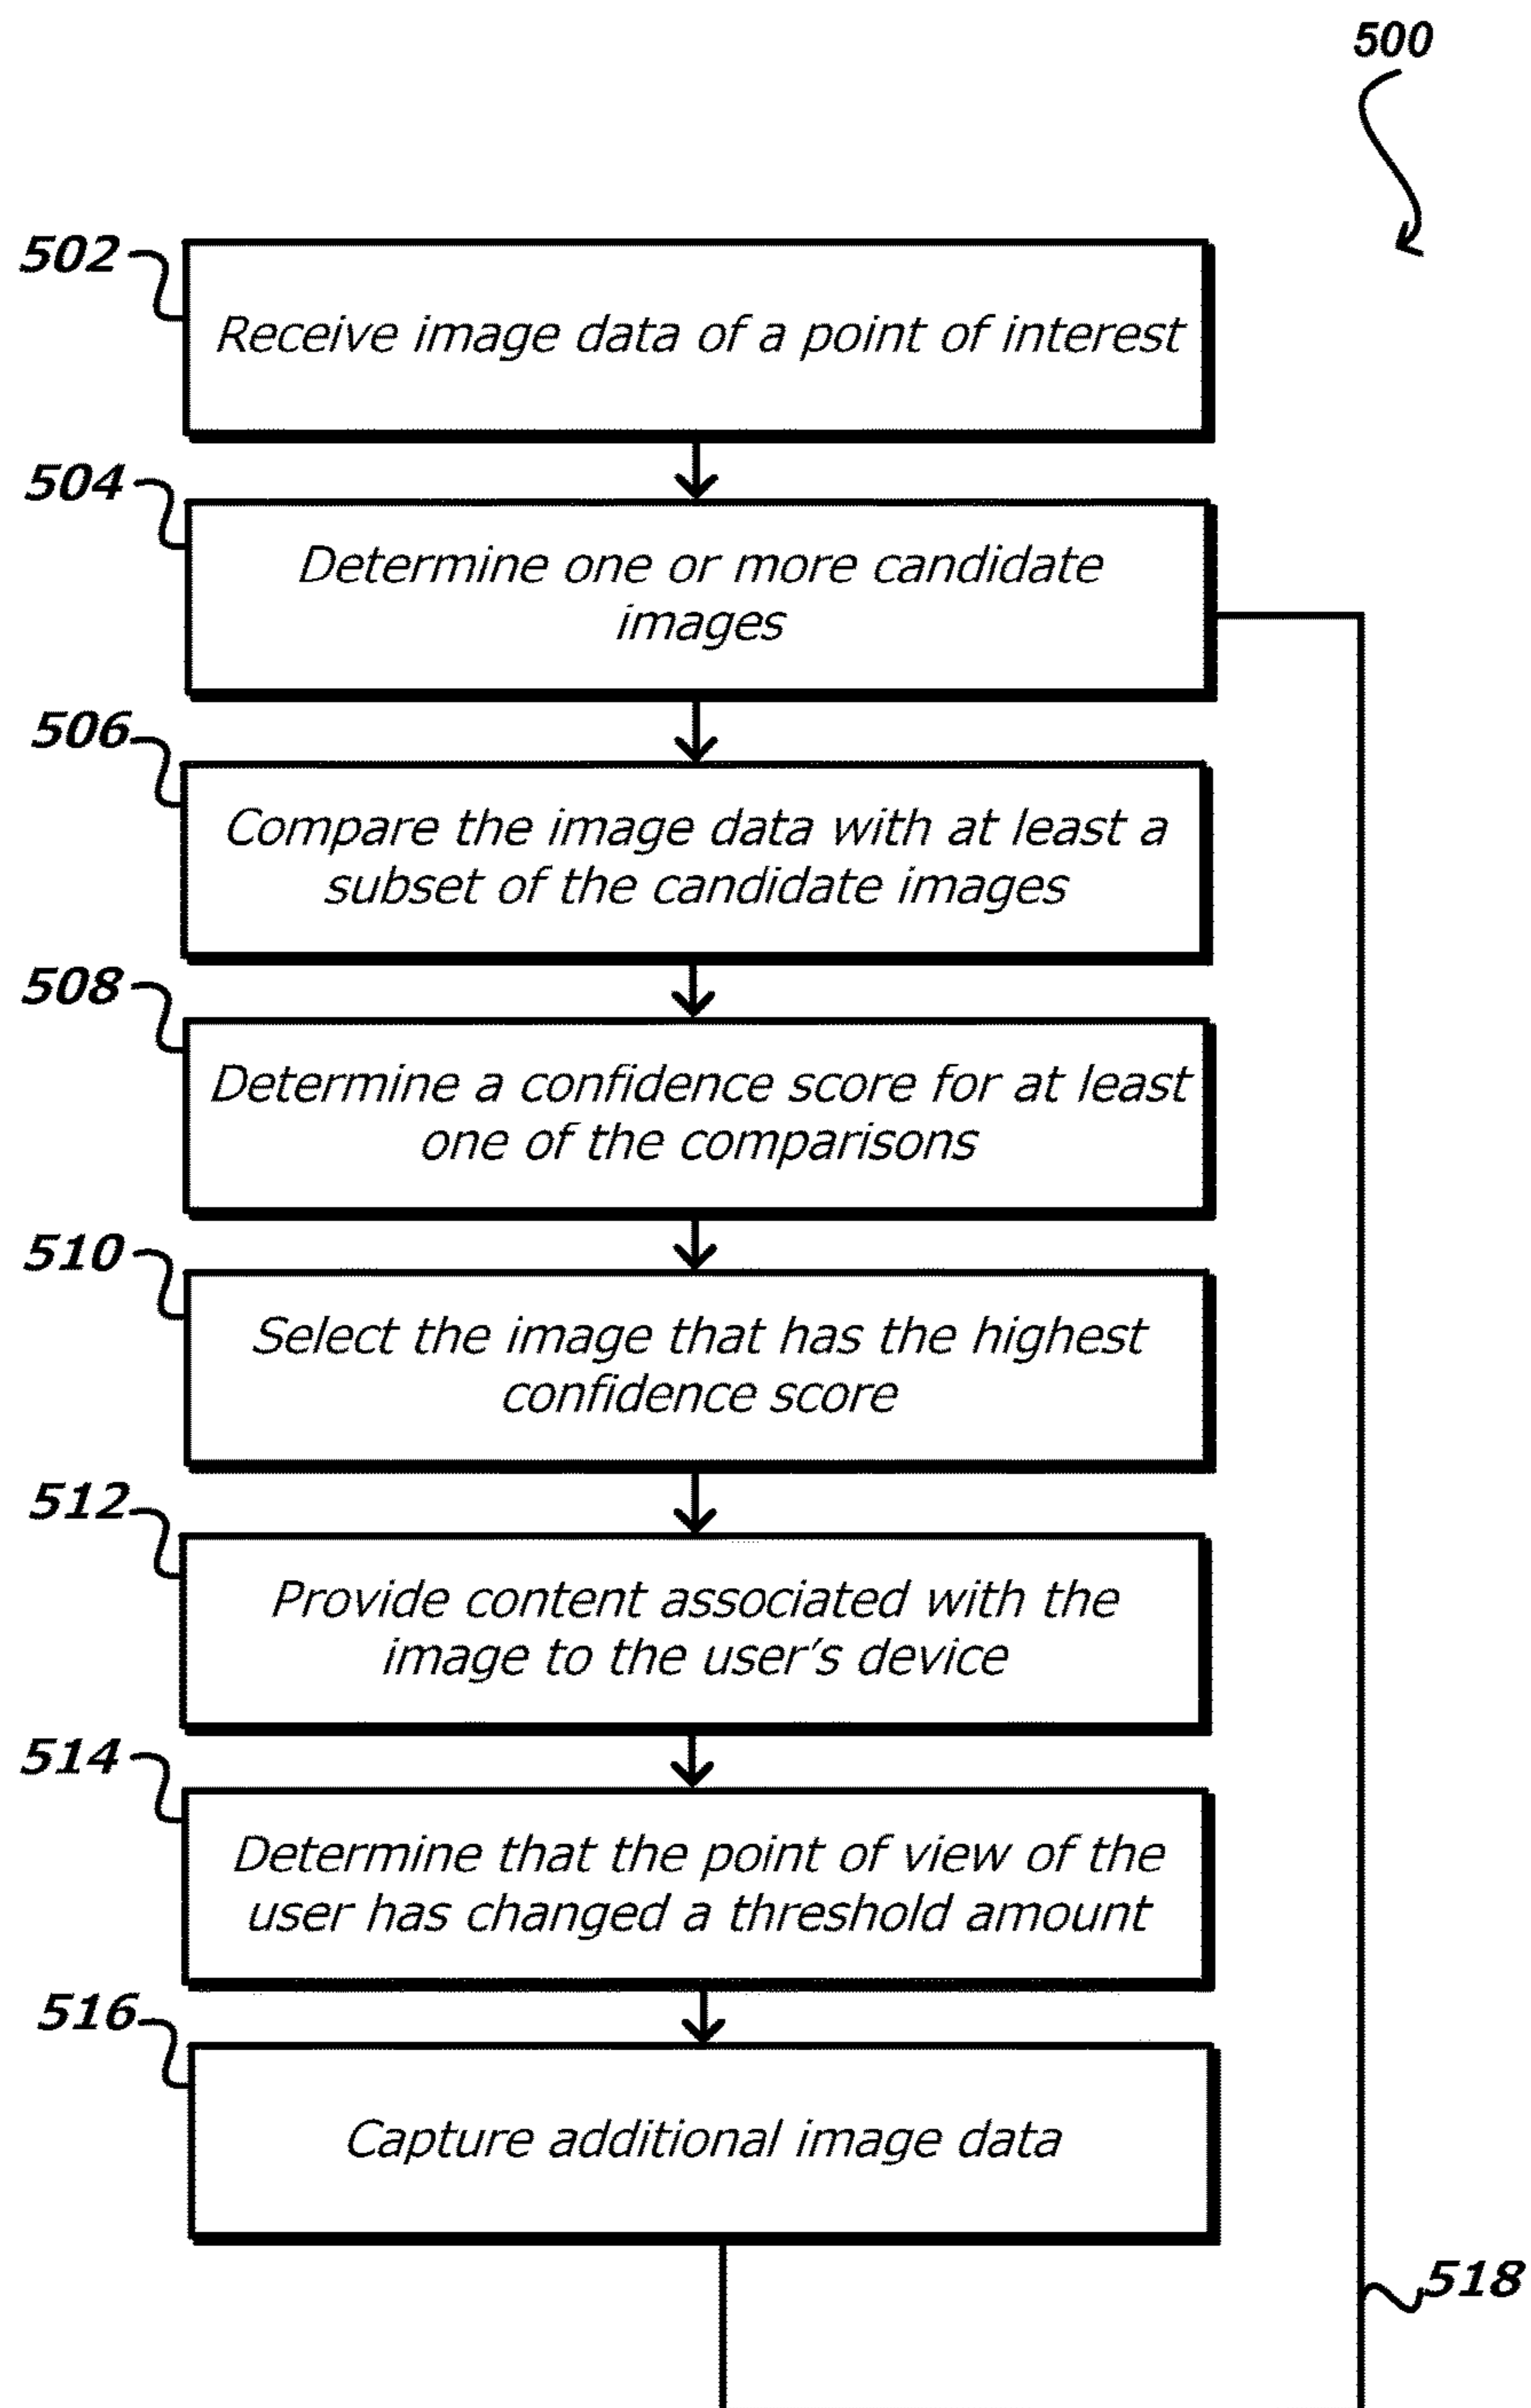 500
502
Receive image data of a point of interest
504
Determine one or more candidate
images
506
Compare the image data with at least a
subset of the candidate images
508
Determine a confidence score for at least
one of the comparisons
510
Select the image that has the highest
confidence score
512
Provide content associated with the
image to the user's device
514
Determine that the point of view of the
user has changed a threshold amount
516
Capture additional image data
518